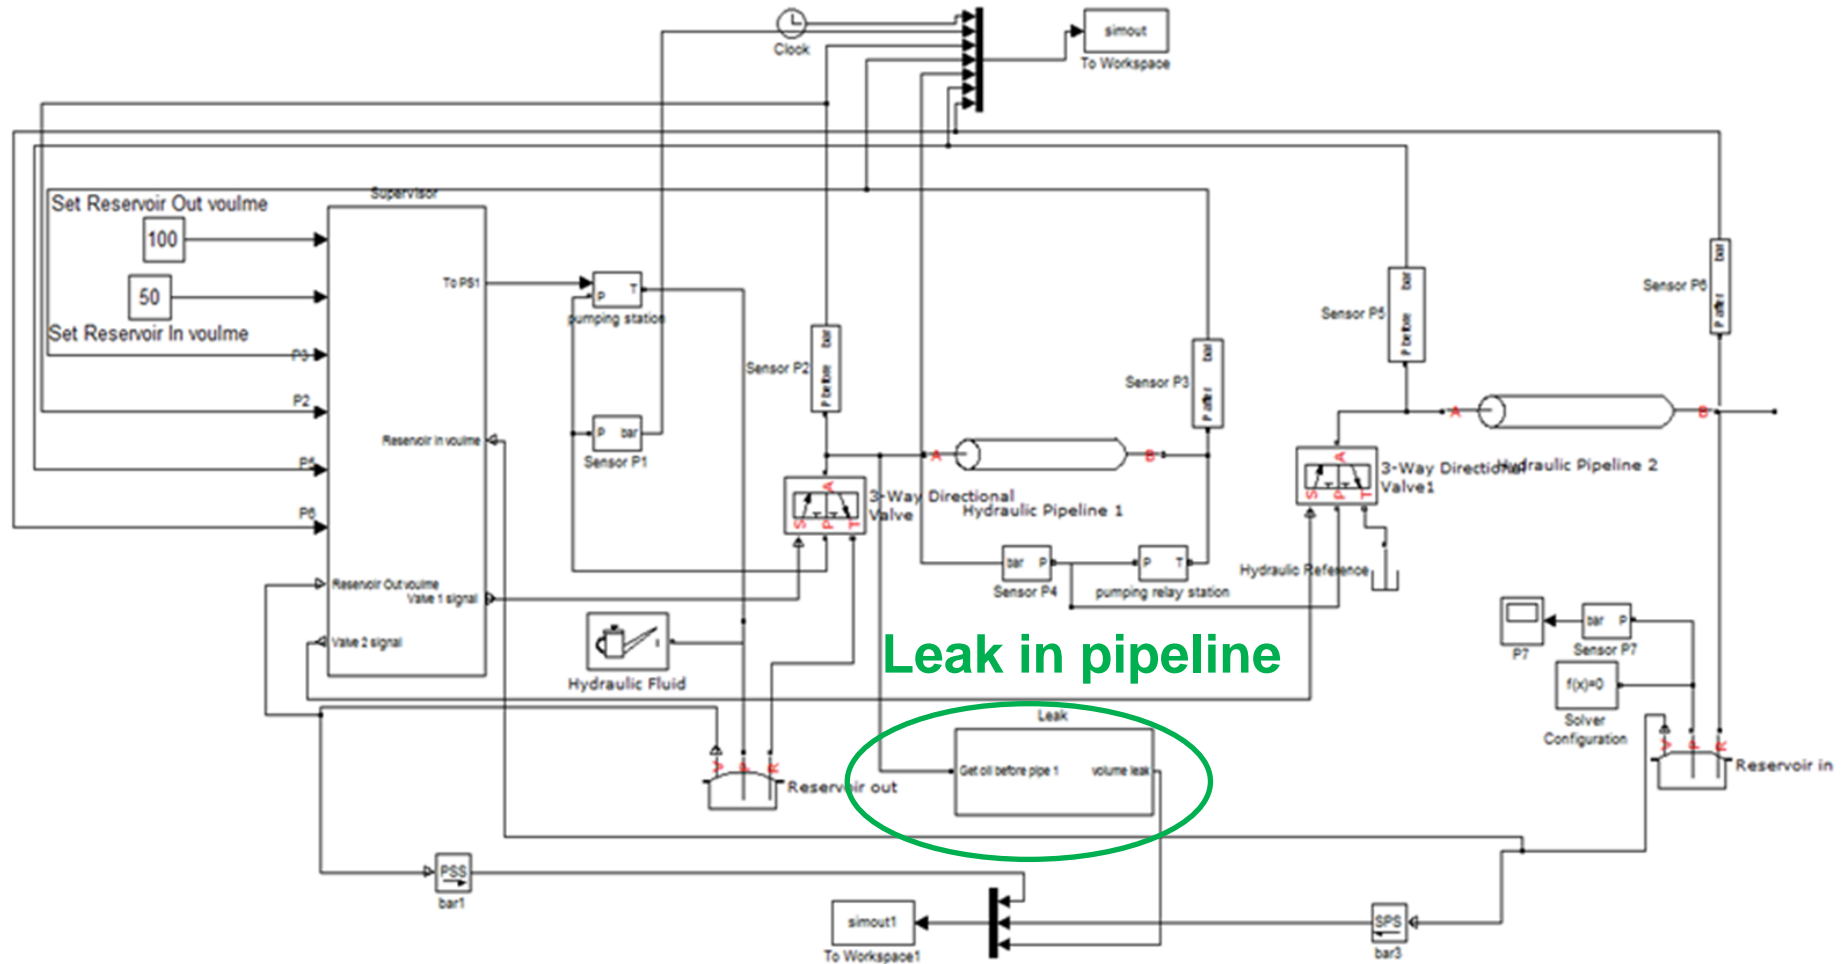 Clock
simout
To Workspace
Supervisor
Set Reservoir Out voulme
100
50
Set Reservoir In voulme
P3
P2
P5
P6
To PS1
Reservoir in voulme
Reservoir Out voulme
Valve 1 signal
Valve 2 signal
P
T
pumping station
P
bar
Sensor P1
Sensor P2
bar
P before
A
S
P
T
3-Way Directional
Valve
A
B
Hydraulic Pipeline 1
Sensor P3
bar
P after
bar
P
Sensor P4
P
T
pumping relay station
Sensor P5
bar
P before
Sensor P6
bar
P after
A
B
Hydraulic Pipeline 2
A
S
P
T
3-Way Directional
Valve1
Hydraulic Reference
Hydraulic Fluid
Leak in pipeline
P7
bar
P
Sensor P7
f(x)=0
Solver
Configuration
V
P
R
Reservoir in
V
P
R
Reservoir out
Leak
Get oil before pipe 1
volume leak
PSS
bar1
simout1
To Workspace1
SPS
bar3